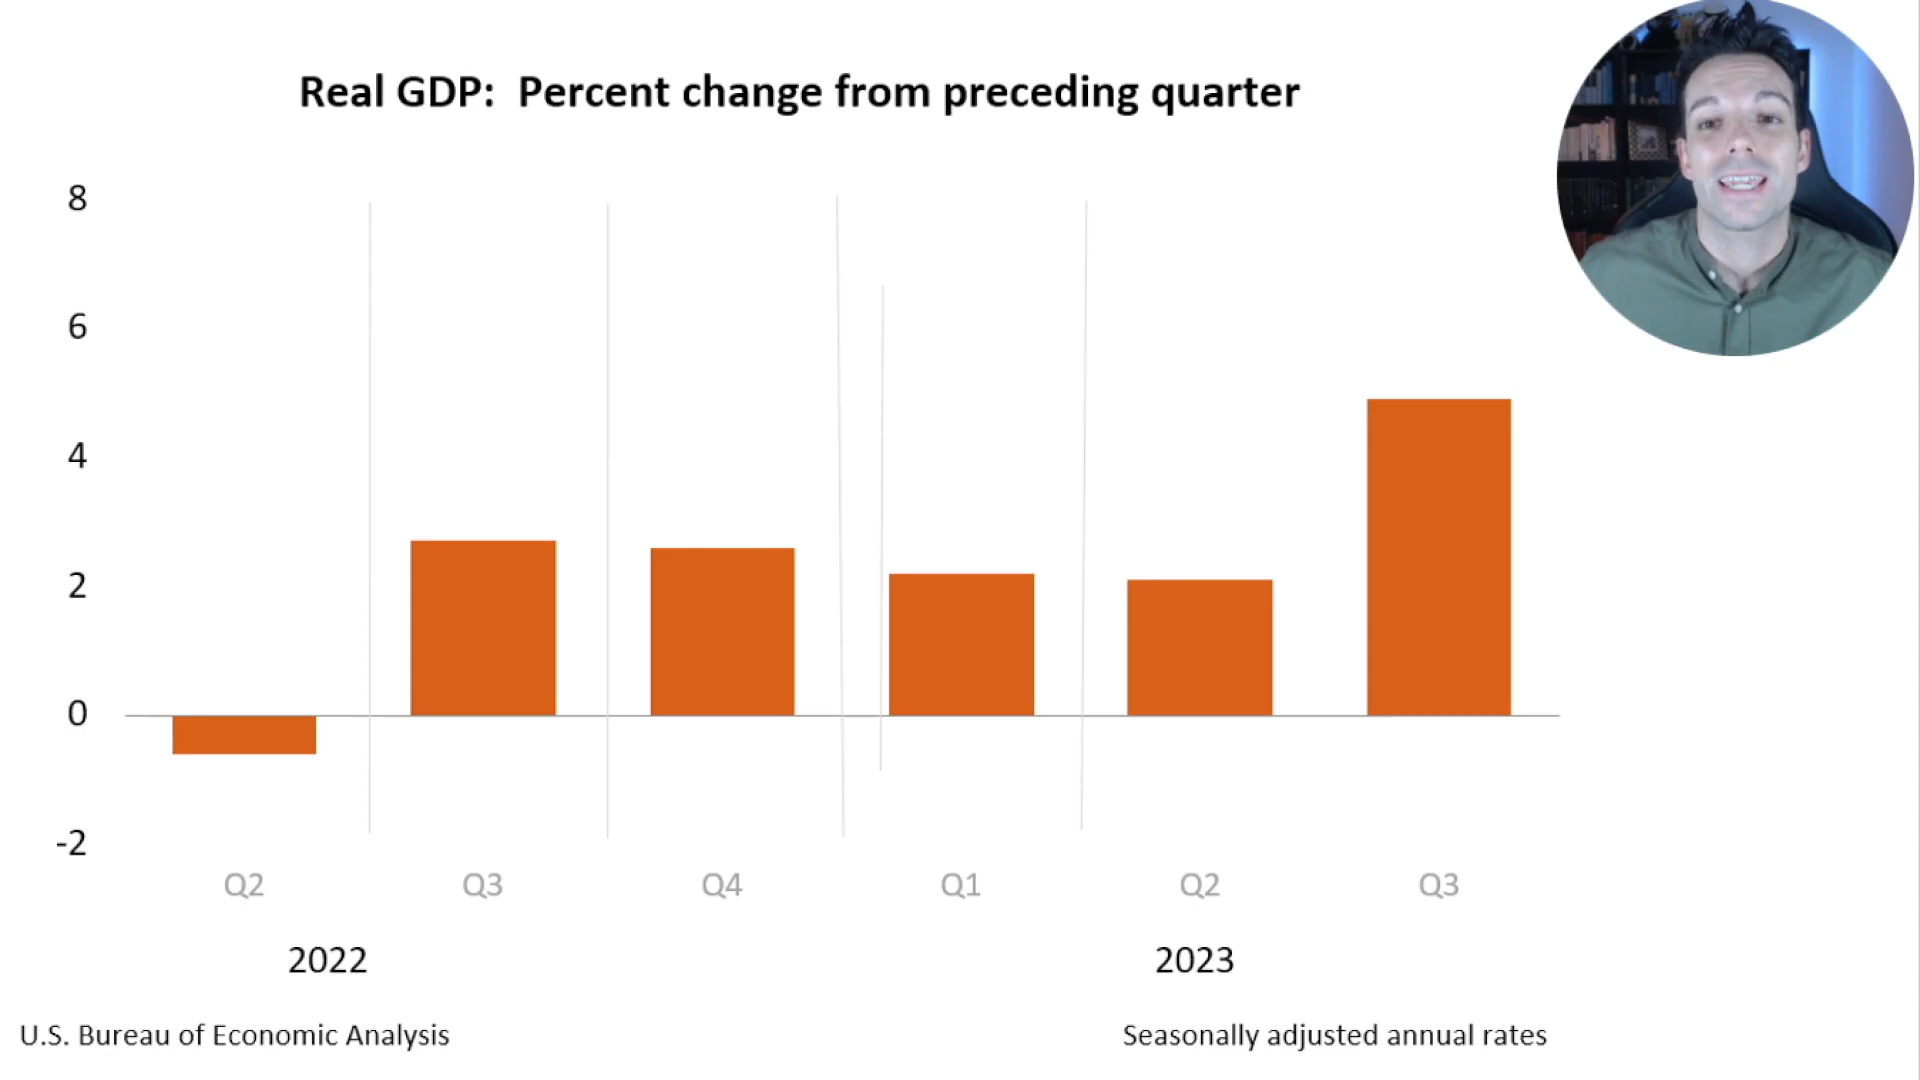 Real GDP:  Percent change from preceding quarter
8
6
4
2
0
-2
Q2 Q3 Q4 Q1 Q2 Q3
2022 2023
U.S. Bureau of Economic Analysis
Seasonally adjusted annual rates